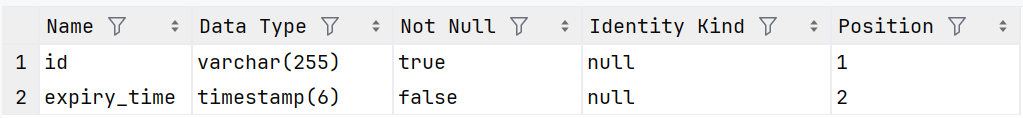 Name Data Type Not Null Identity Kind Position
1 id varchar(255) true null 1
2 expiry_time timestamp(6) false null 2